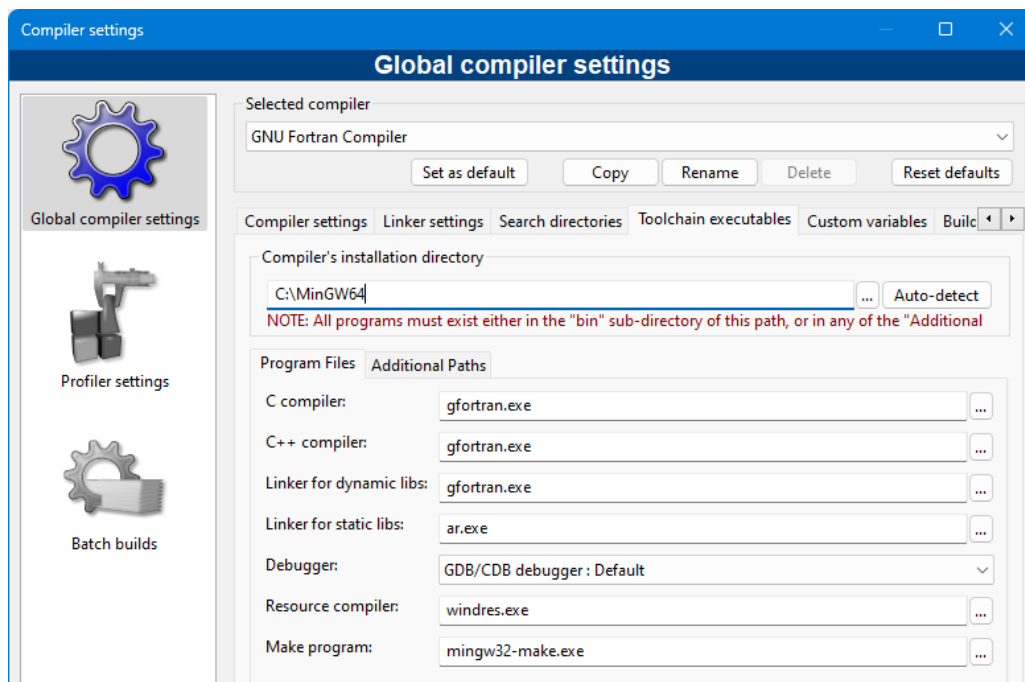 Compiler settings
Global compiler settings
Global compiler settings
Profiler settings
Batch builds
Selected compiler
GNU Fortran Compiler
Set as default Copy Rename Delete Reset defaults
Compiler settings Linker settings Search directories Toolchain executables Custom variables Builc
Compiler's installation directory
C:\MinGW64 ... Auto-detect
NOTE: All programs must exist either in the "bin" sub-directory of this path, or in any of the "Additional
Program Files Additional Paths
C compiler: gfortran.exe ...
C++ compiler: gfortran.exe ...
Linker for dynamic libs: gfortran.exe ...
Linker for static libs: ar.exe ...
Debugger: GDB/CDB debugger : Default
Resource compiler: windres.exe ...
Make program: mingw32-make.exe ...